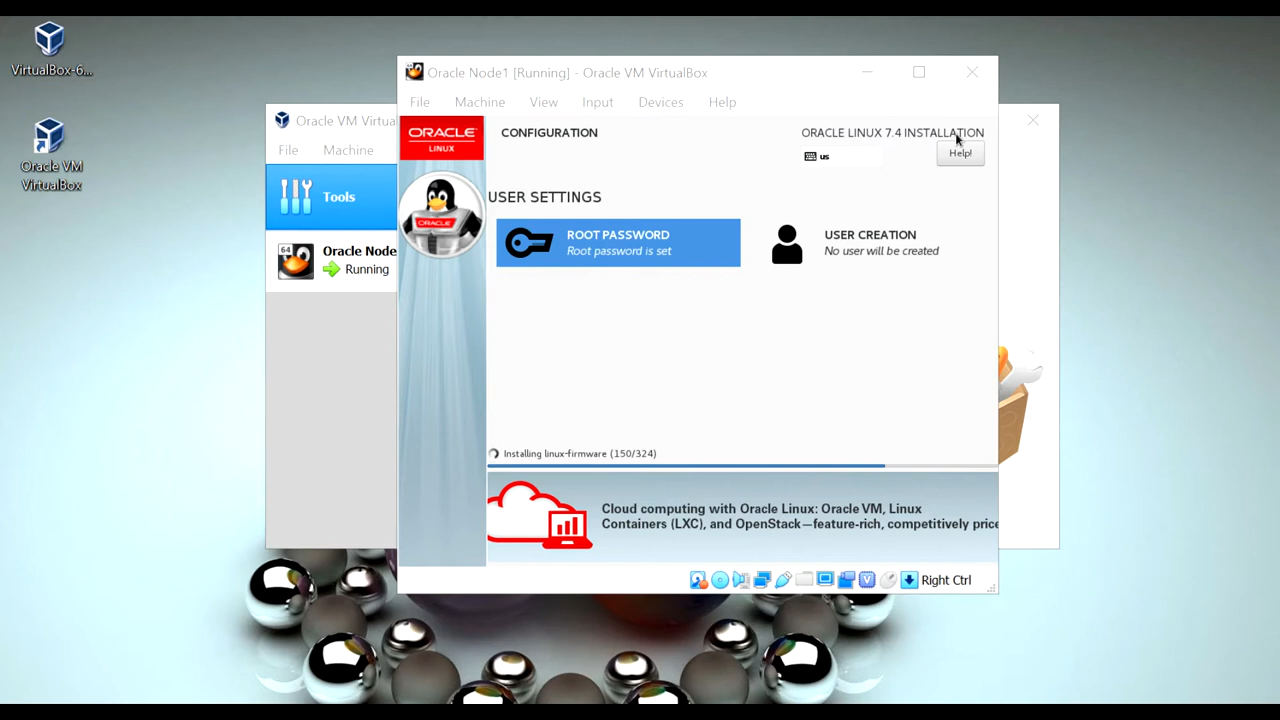 VirtualBox-6...
Oracle VM
VirtualBox
Oracle VM Virtua
File Machine
Tools
64
Oracle Node
Running
Oracle Node1 [Running] - Oracle VM VirtualBox
File Machine View Input Devices Help
ORACLE
LINUX
CONFIGURATION
ORACLE LINUX 7.4 INSTALLATION
us
Help!
ORACLE
USER SETTINGS
ROOT PASSWORD
Root password is set
USER CREATION
No user will be created
Installing linux-firmware (150/324)
Cloud computing with Oracle Linux: Oracle VM, Linux
Containers (LXC), and OpenStack—feature-rich, competitively price
Right Ctrl